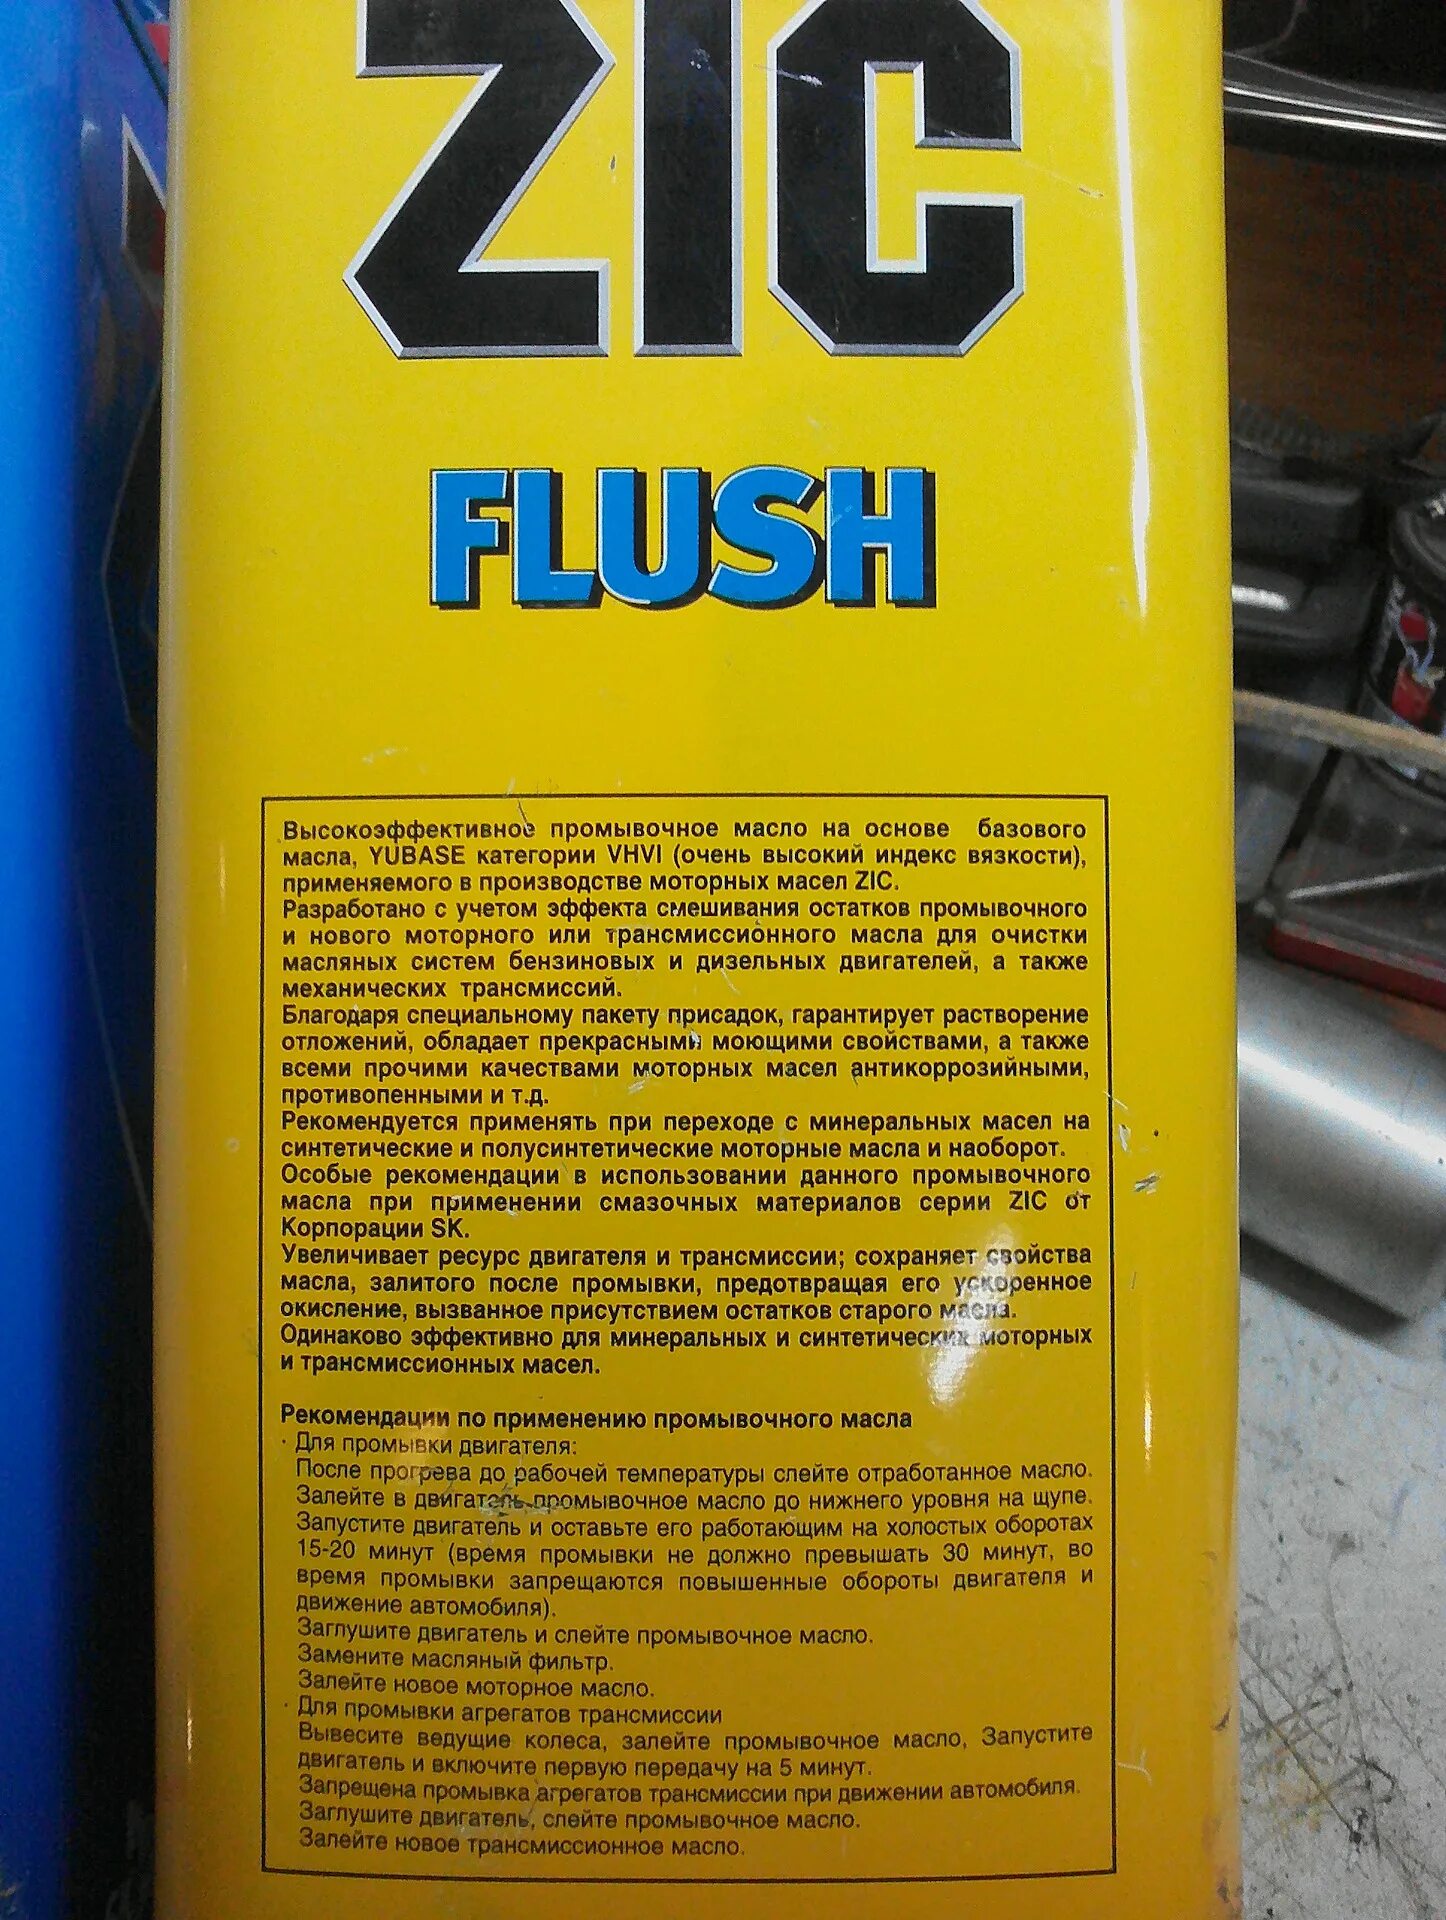 ZIC
FLUSH
Высокоэффективное промывочное масло на основе базового
масла, YUBASE категории VHVI (очень высокий индекс вязкости),
применяемого в производстве моторных масел ZIC.
Разработано с учетом эффекта смешивания остатков промывочного
и нового моторного или трансмиссионного масла для очистки
масляных систем бензиновых и дизельных двигателей, а также
механических трансмиссий.
Благодаря специальному пакету присадок, гарантирует растворение
отложений, обладает прекрасными моющими свойствами, а также
всеми прочими качествами моторных масел антикоррозийными,
противопенными и т.д.
Рекомендуется применять при переходе с минеральных масел на
синтетические и полусинтетические моторные масла и наоборот.
Особые рекомендации в использовании данного промывочного
масла при применении смазочных материалов серии ZIC от
Корпорации SK.
Увеличивает ресурс двигателя и трансмиссии; сохраняет свойства
масла, залитого после промывки, предотвращая его ускоренное
окисление, вызванное присутствием остатков старого масла.
Одинаково эффективно для минеральных и синтетических моторных
и трансмиссионных масел.
Рекомендации по применению промывочного масла
· Для промывки двигателя:
После прогрева до рабочей температуры слейте отработанное масло.
Залейте в двигатель промывочное масло до нижнего уровня на щупе.
Запустите двигатель и оставьте его работающим на холостых оборотах
15-20 минут (время промывки не должно превышать 30 минут, во
время промывки запрещаются повышенные обороты двигателя и
движение автомобиля).
Заглушите двигатель и слейте промывочное масло.
Замените масляный фильтр.
Залейте новое моторное масло.
· Для промывки агрегатов трансмиссии
Вывесите ведущие колеса, залейте промывочное масло, Запустите
двигатель и включите первую передачу на 5 минут.
Запрещена промывка агрегатов трансмиссии при движении автомобиля.
Заглушите двигатель, слейте промывочное масло.
Залейте новое трансмиссионное масло.